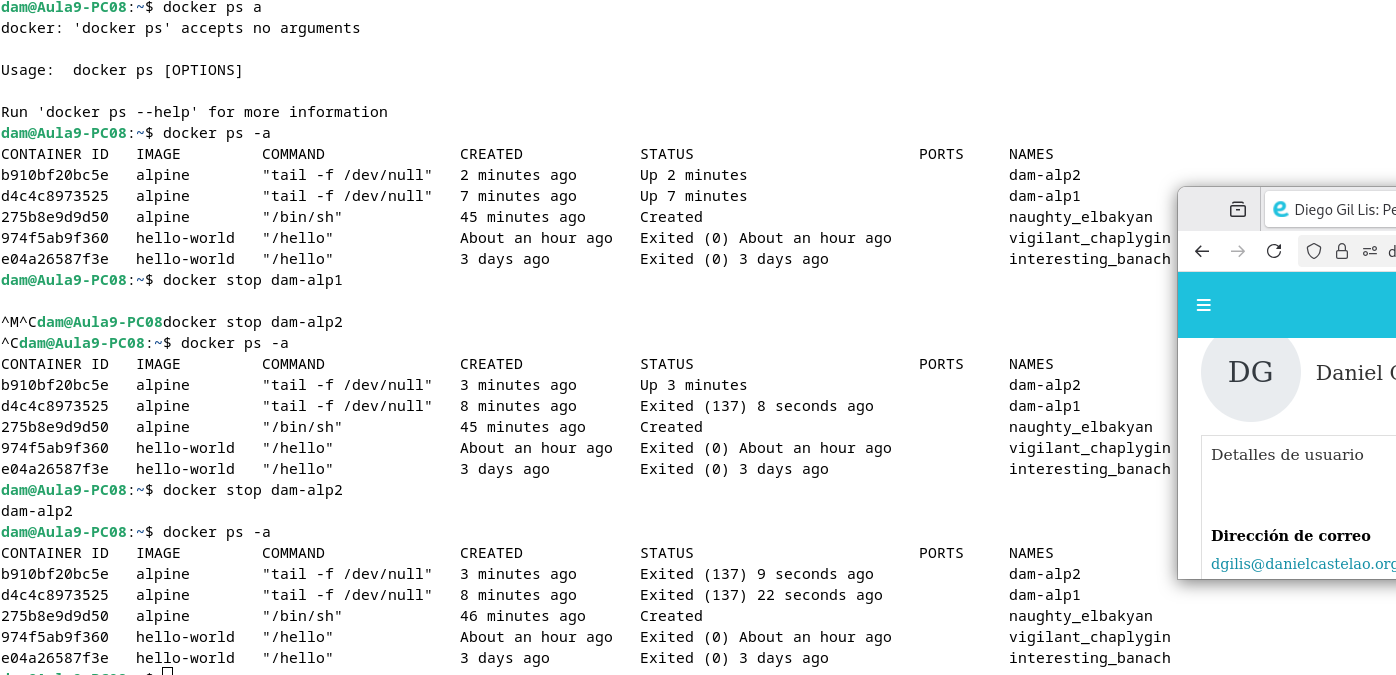 dam@Aula9-PC08:~$ docker ps a
docker: 'docker ps' accepts no arguments
Usage:  docker ps [OPTIONS]
Run 'docker ps --help' for more information
dam@Aula9-PC08:~$ docker ps -a
CONTAINER ID   IMAGE         COMMAND               CREATED             STATUS                         PORTS     NAMES
b910bf20bc5e   alpine        "tail -f /dev/null"   2 minutes ago       Up 2 minutes                             dam-alp2
d4c4c8973525   alpine        "tail -f /dev/null"   7 minutes ago       Up 7 minutes                             dam-alp1
275b8e9d9d50   alpine        "/bin/sh"             45 minutes ago      Created                                  naughty_elbakyan
974f5ab9f360   hello-world   "/hello"              About an hour ago   Exited (0) About an hour ago             vigilant_chaplygin
e04a26587f3e   hello-world   "/hello"              3 days ago          Exited (0) 3 days ago                    interesting_banach
dam@Aula9-PC08:~$ docker stop dam-alp1
^M^Cdam@Aula9-PC08docker stop dam-alp2
^Cdam@Aula9-PC08:~$ docker ps -a
CONTAINER ID   IMAGE         COMMAND               CREATED             STATUS                         PORTS     NAMES
b910bf20bc5e   alpine        "tail -f /dev/null"   3 minutes ago       Up 3 minutes                             dam-alp2
d4c4c8973525   alpine        "tail -f /dev/null"   8 minutes ago       Exited (137) 8 seconds ago               dam-alp1
275b8e9d9d50   alpine        "/bin/sh"             45 minutes ago      Created                                  naughty_elbakyan
974f5ab9f360   hello-world   "/hello"              About an hour ago   Exited (0) About an hour ago             vigilant_chaplygin
e04a26587f3e   hello-world   "/hello"              3 days ago          Exited (0) 3 days ago                    interesting_banach
dam@Aula9-PC08:~$ docker stop dam-alp2
dam-alp2
dam@Aula9-PC08:~$ docker ps -a
CONTAINER ID   IMAGE         COMMAND               CREATED             STATUS                         PORTS     NAMES
b910bf20bc5e   alpine        "tail -f /dev/null"   3 minutes ago       Exited (137) 9 seconds ago               dam-alp2
d4c4c8973525   alpine        "tail -f /dev/null"   8 minutes ago       Exited (137) 22 seconds ago              dam-alp1
275b8e9d9d50   alpine        "/bin/sh"             46 minutes ago      Created                                  naughty_elbakyan
974f5ab9f360   hello-world   "/hello"              About an hour ago   Exited (0) About an hour ago             vigilant_chaplygin
e04a26587f3e   hello-world   "/hello"              3 days ago          Exited (0) 3 days ago                    interesting_banach
Diego Gil Lis: Pe
d
DG
Daniel
Detalles de usuario
Dirección de correo
dgilis@danielcastelao.org